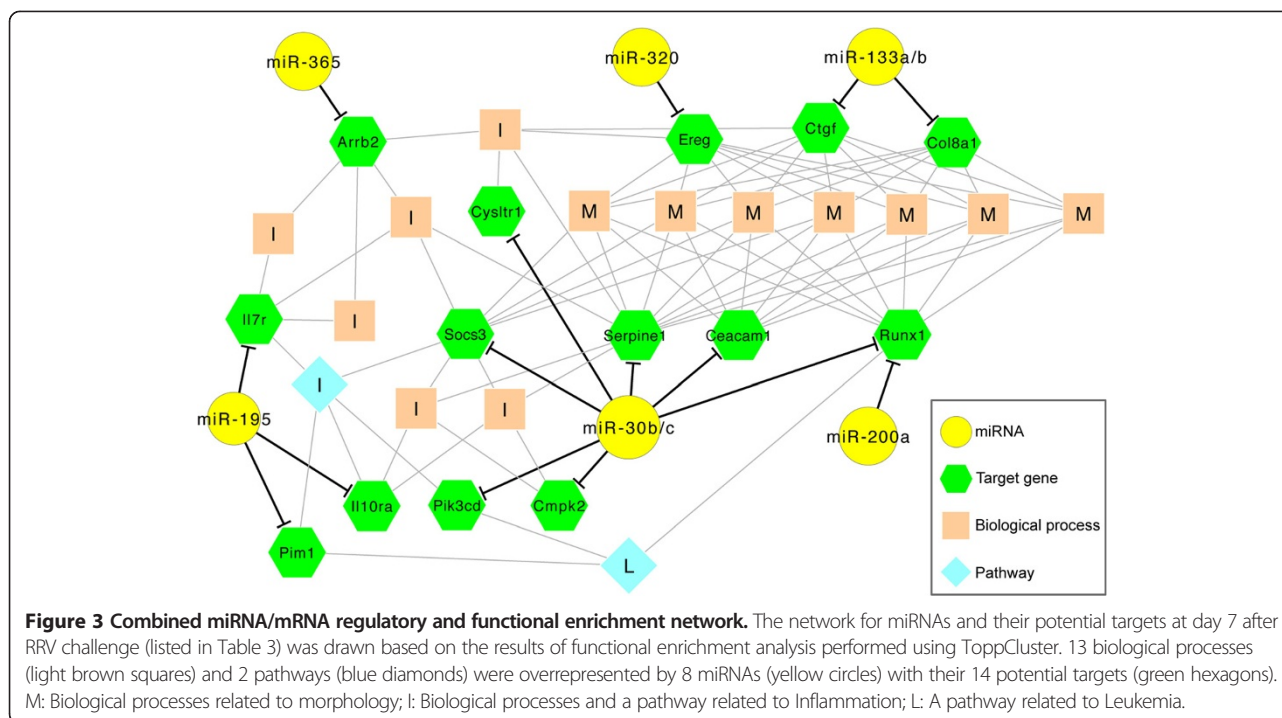 miR-365
miR-320
miR-133a/b
Arrb2
I
Ereg
Ctgf
Col8a1
Cysltr1
I
I
M
M
M
M
M
M
M
Il7r
I
Socs3
Serpine1
Ceacam1
Runx1
I
I
I
miR-195
miR-30b/c
miR-200a
Il10ra
Pik3cd
Cmpk2
Pim1
L
miRNA
Target gene
Biological process
Pathway
Figure 3 Combined miRNA/mRNA regulatory and functional enrichment network. The network for miRNAs and their potential targets at day 7 after
RRV challenge (listed in Table 3) was drawn based on the results of functional enrichment analysis performed using ToppCluster. 13 biological processes
(light brown squares) and 2 pathways (blue diamonds) were overrepresented by 8 miRNAs (yellow circles) with their 14 potential targets (green hexagons).
M: Biological processes related to morphology; I: Biological processes and a pathway related to Inflammation; L: A pathway related to Leukemia.